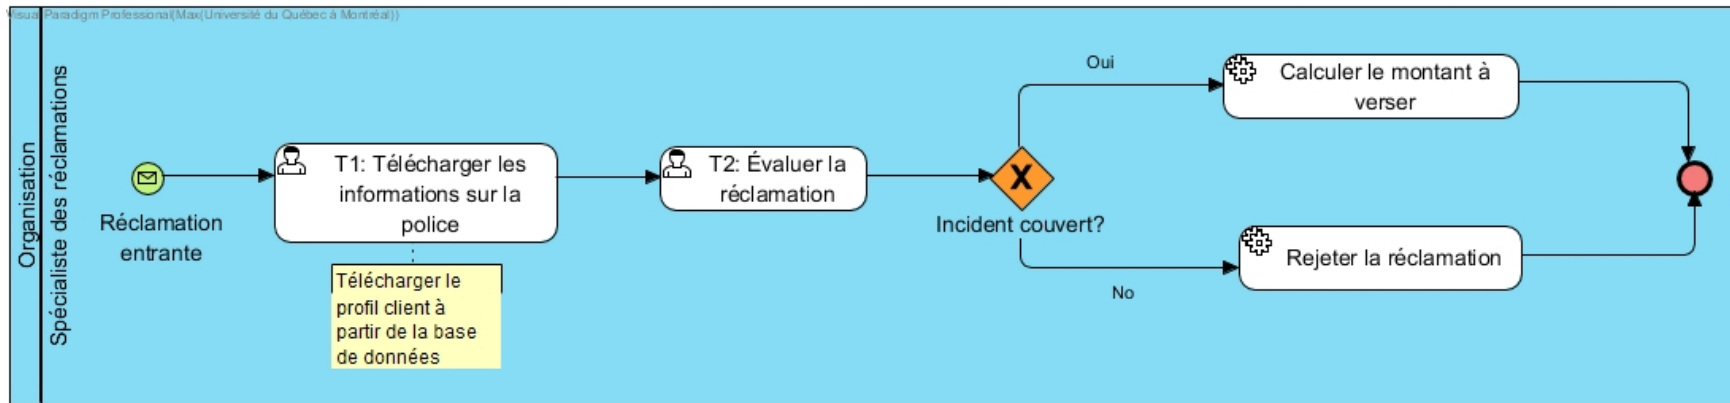 Visual Paradigm Professional(Max(Université du Québec à Montréal))
Organisation
Spécialiste des réclamations
Réclamation
entrante
T1: Télécharger les
informations sur la
police
Télécharger le
profil client à
partir de la base
de données
T2: Évaluer la
réclamation
X
Incident couvert?
Oui
Calculer le montant à
verser
No
Rejeter la réclamation